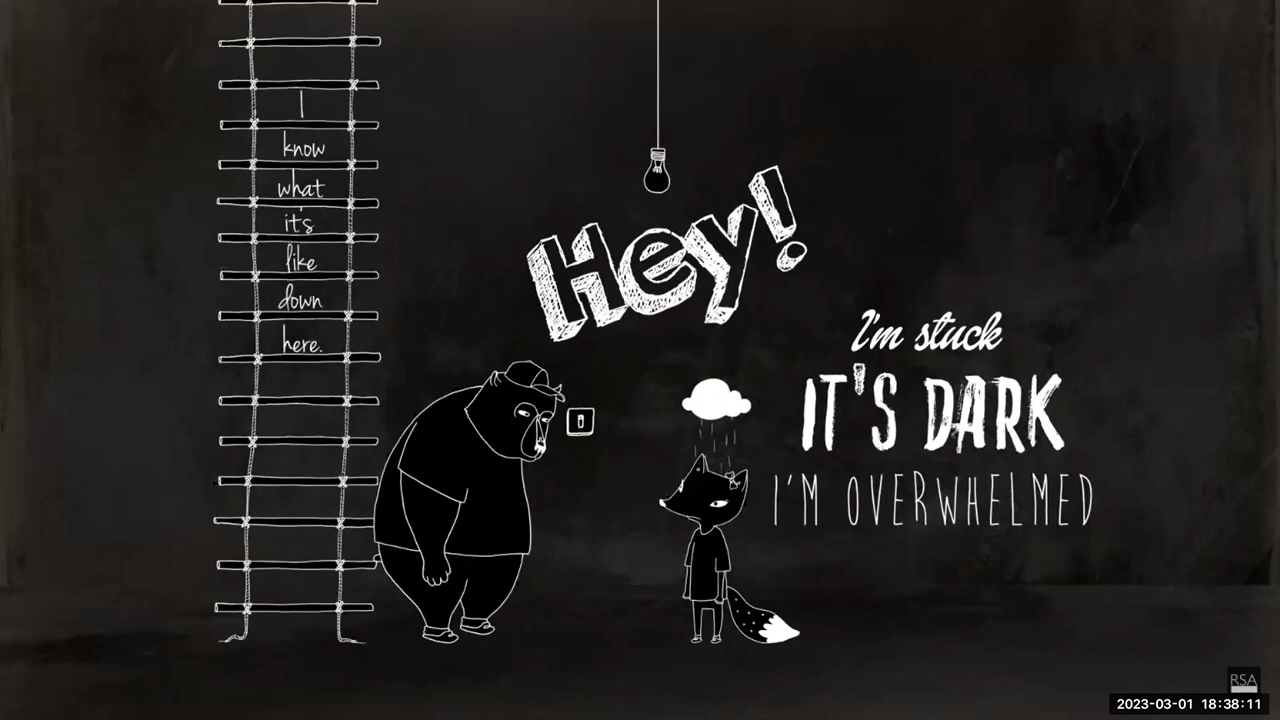 I
know
what
it's
like
down
here.
Hey!
I'm stuck
IT'S DARK
I'M OVERWHELMED
RSA
2023-03-01 18:38:11